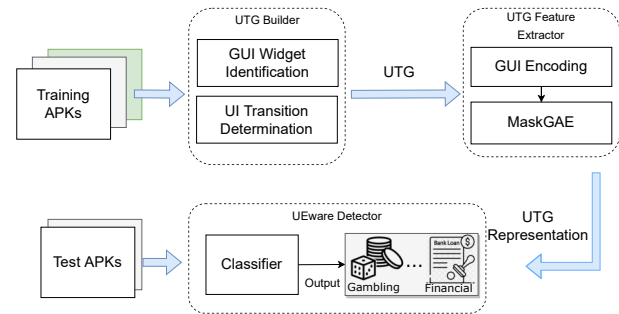 UTG Builder
UTG Feature
Extractor
GUI Widget
Identification
UI Transition
Determination
Training
APKs
UTG
GUI Encoding
MaskGAE
UEware Detector
UTG
Representation
Test APKs
Classifier
Output
Bank Loan
$
...
Gambling
Financial